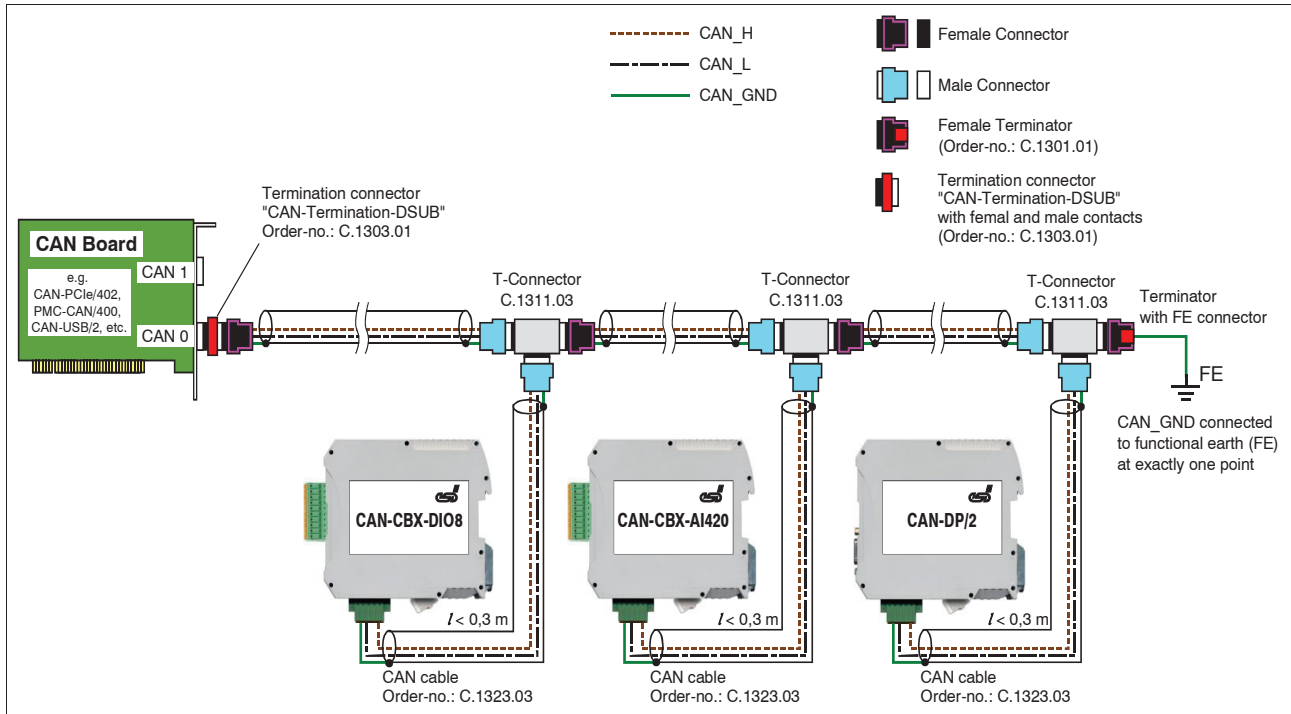 CAN_H
CAN_L
CAN_GND
Female Connector
Male Connector
Female Terminator
(Order-no.: C.1301.01)
Termination connector
"CAN-Termination-DSUB"
with femal and male contacts
(Order-no.: C.1303.01)
Termination connector
"CAN-Termination-DSUB"
Order-no.: C.1303.01
CAN Board
e.g.
CAN-PCIe/402,
PMC-CAN/400,
CAN-USB/2, etc.
CAN 1
CAN 0
T-Connector
C.1311.03
T-Connector
C.1311.03
T-Connector
C.1311.03
Terminator
with FE connector
FE
CAN_GND connected
to functional earth (FE)
at exactly one point
esd
CAN-CBX-DIO8
esd
CAN-CBX-AI420
esd
CAN-DP/2
l < 0,3 m
l < 0,3 m
l < 0,3 m
CAN cable
Order-no.: C.1323.03
CAN cable
Order-no.: C.1323.03
CAN cable
Order-no.: C.1323.03